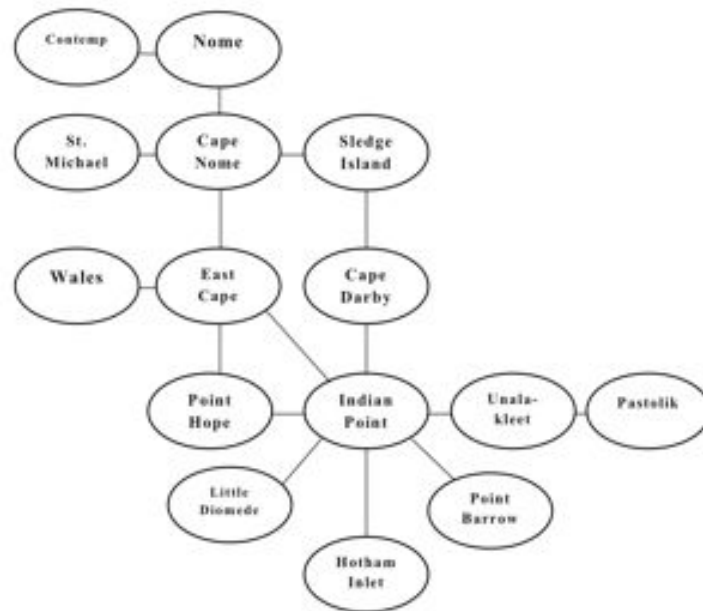 Contemp
Nome
St.
Michael
Cape
Nome
Sledge
Island
Wales
East
Cape
Cape
Darby
Point
Hope
Indian
Point
Unala-
kleet
Pastolik
Little
Diomede
Point
Barrow
Hotham
Inlet